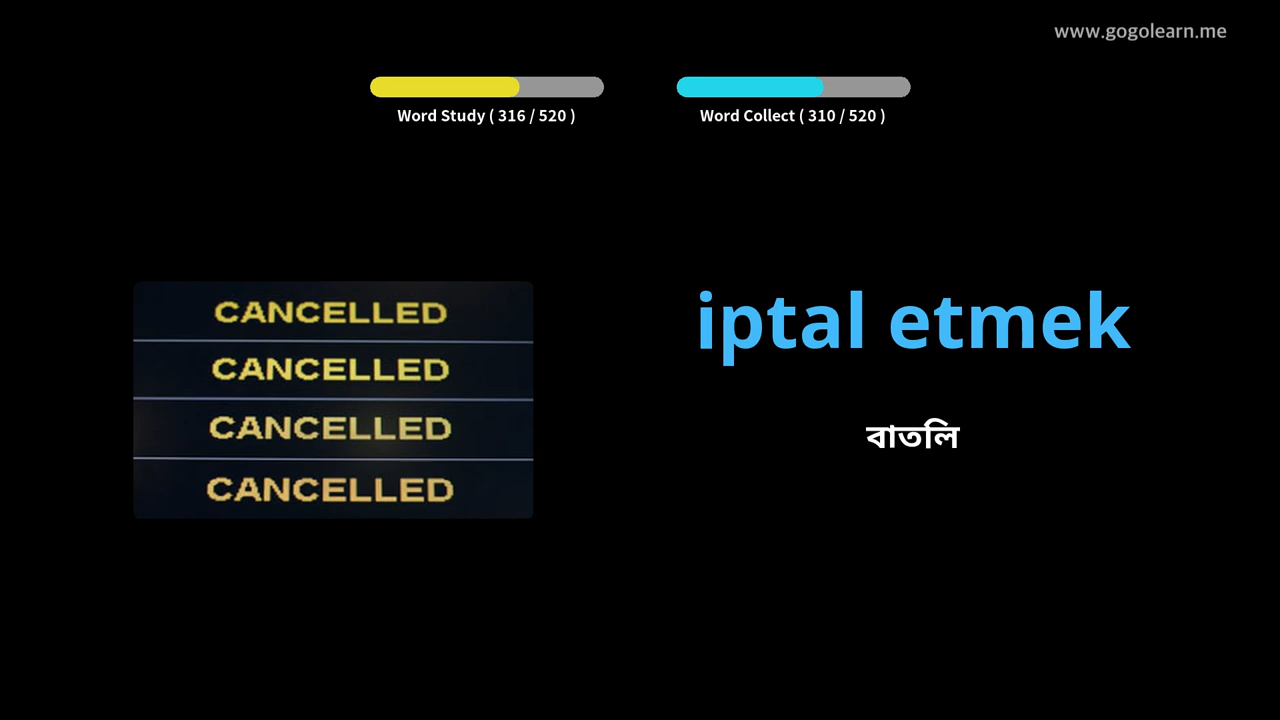 www.gogolearn.me
Word Study ( 316 / 520 )
Word Collect ( 310 / 520 )
CANCELLED
CANCELLED
CANCELLED
CANCELLED
iptal etmek
বাতলি